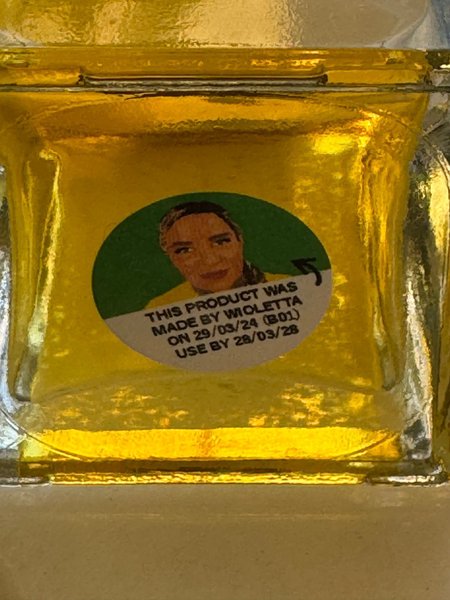 THIS PRODUCT WAS
MADE BY WIOLETTA
ON 29/03/24 (B01)
USE BY 28/03/28